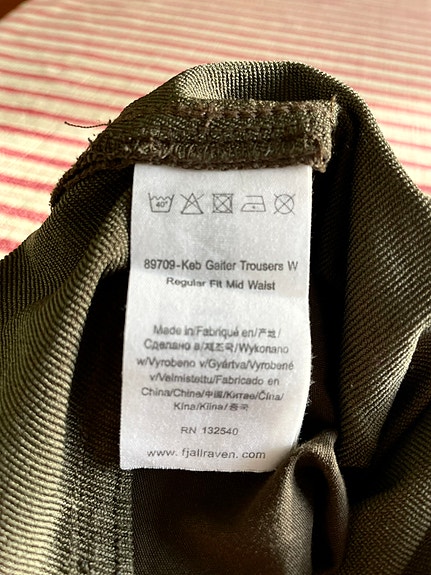 40°
89709-Keb Gaiter Trousers W
Regular Fit Mid Waist
Made in/Fabriqué en/产地/
Сделано в/제조국/Wykonano
w/Vyrobeno v/Gyártva/Vyrobené
v/Valmistettu/Fabricado en
China/Chine/中国/Китае/Čína/
Kína/Kiina/중국
RN 132540
www.fjallraven.com